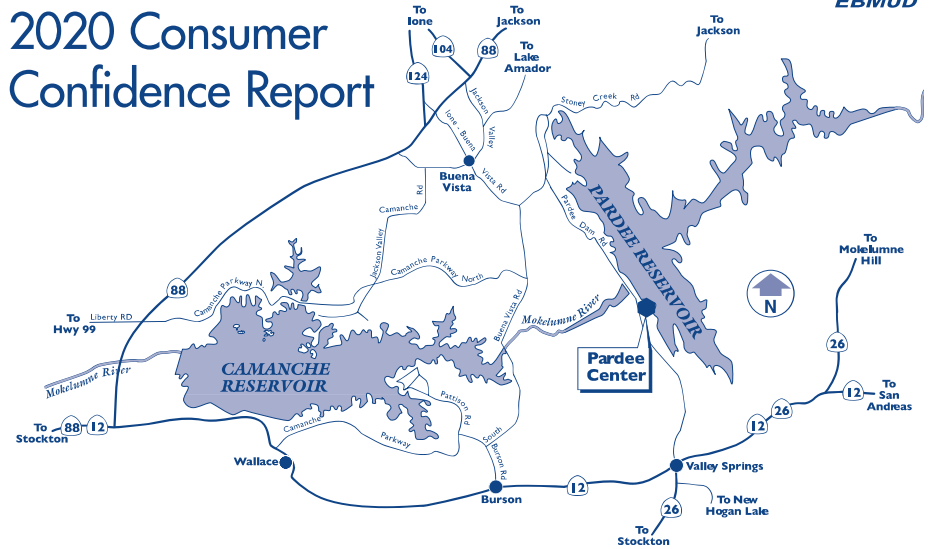 EBMUD
2020 Consumer
Confidence Report
To
Ione
To
Jackson
To
Lake
Amador
To
Jackson
104
88
124
Stoney Creek Rd
Jackson
Valley
Ione - Buena
Vista Rd
Buena
Vista
Camanche
Rd
Jackson Valley
Pardee Dam Rd
PARDEE RESERVOIR
To
Mokelumne
Hill
Camanche Parkway North
Camanche Parkway N
88
N
Buena Vista Rd
Mokelumne River
To
Hwy 99
Liberty RD
26
Pardee
Center
CAMANCHE
RESERVOIR
Mokelumne River
12
To
San
Andreas
Pattison Rd
26
12
To
Stockton
88
12
Camanche
Parkway
South
Burson Rd
Wallace
Valley Springs
Burson
12
To New
Hogan Lake
26
To
Stockton